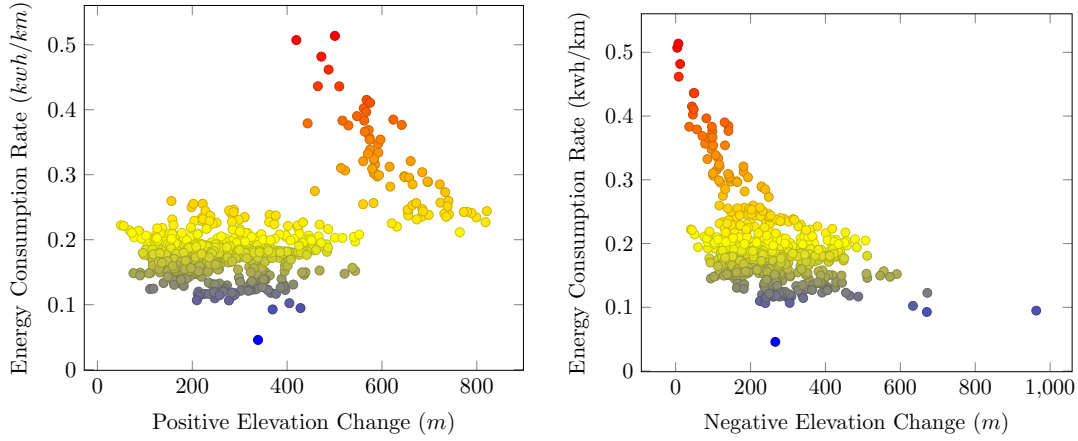 Energy Consumption Rate (kwh/km)
0.5
0.4
0.3
0.2
0.1
0
0 200 400 600 800
Positive Elevation Change (m)
Energy Consumption Rate (kwh/km)
0.5
0.4
0.3
0.2
0.1
0
0 200 400 600 800 1,000
Negative Elevation Change (m)